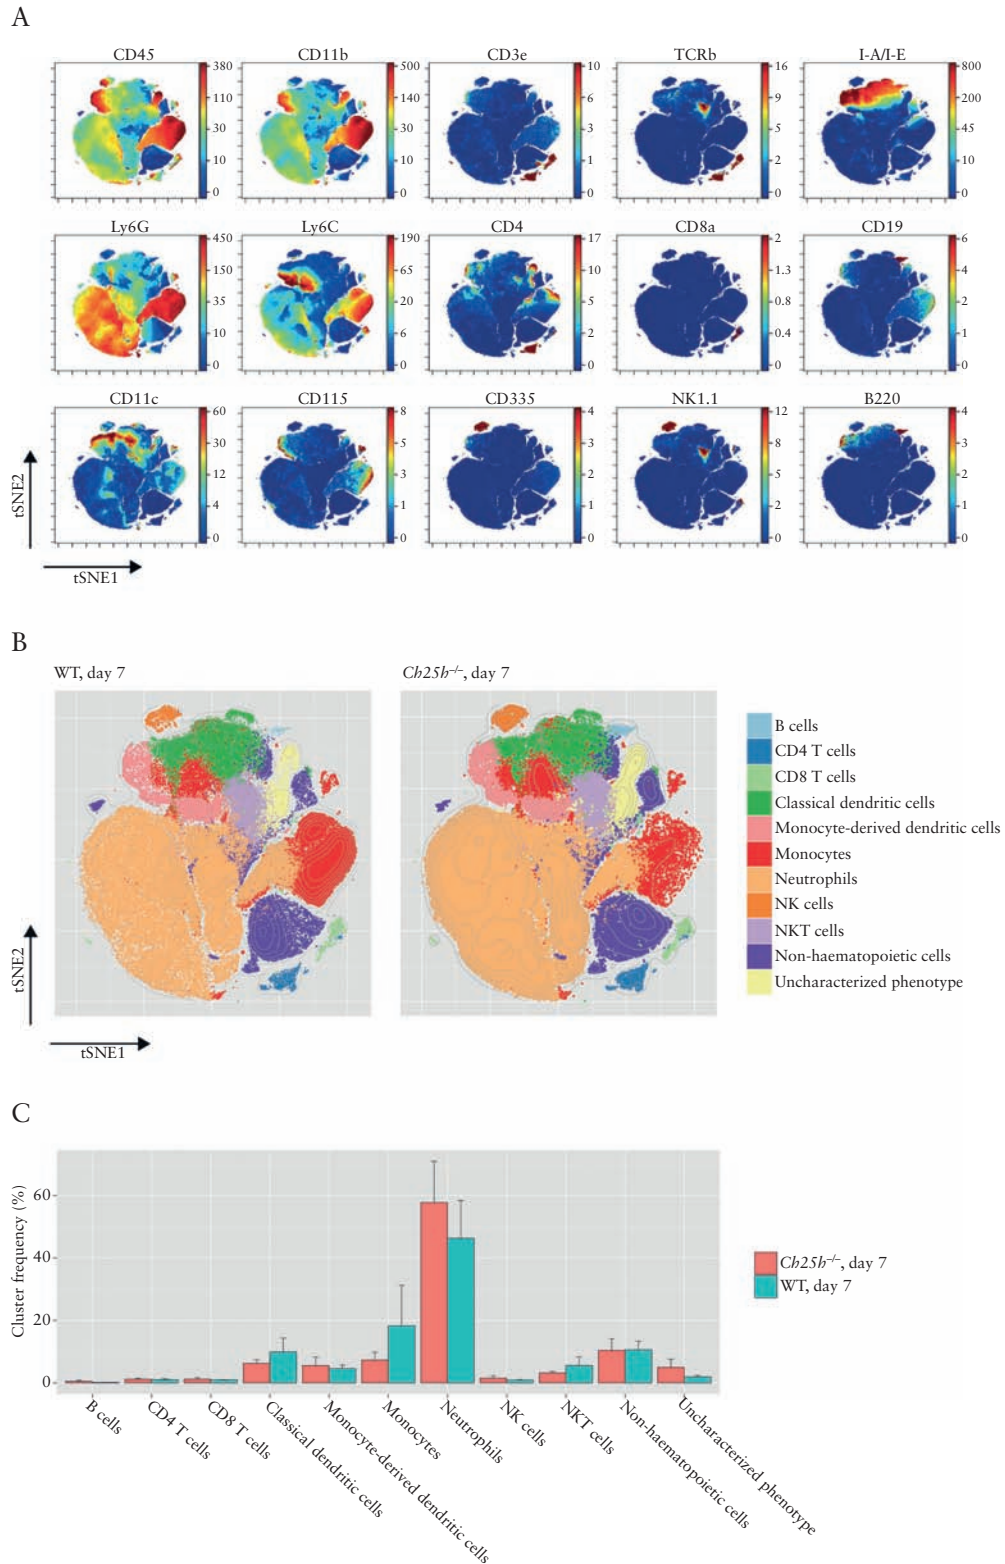 A
CD45
CD11b
CD3e
TCRb
I-A/I-E
380
110
30
10
0
500
140
30
10
0
10
6
3
1
0
16
9
5
2
0
800
200
45
10
0
Ly6G
Ly6C
CD4
CD8a
CD19
450
150
35
10
0
190
65
20
6
0
17
10
5
2
0
2
1.3
0.8
0.4
0
6
4
2
1
0
CD11c
CD115
CD335
NK1.1
B220
60
30
12
4
0
8
5
3
1
0
4
3
2
1
0
12
8
5
2
0
4
3
2
1
0
tSNE2
tSNE1
B
WT, day 7
Ch25h–/–, day 7
B cells
CD4 T cells
CD8 T cells
Classical dendritic cells
Monocyte-derived dendritic cells
Monocytes
Neutrophils
NK cells
NKT cells
Non-haematopoietic cells
Uncharacterized phenotype
tSNE2
tSNE1
C
Cluster frequency (%)
60
40
20
0
Ch25h–/–, day 7
WT, day 7
B cells
CD4 T cells
CD8 T cells
Classical dendritic cells
Monocyte-derived dendritic cells
Monocytes
Neutrophils
NK cells
NKT cells
Non-haematopoietic cells
Uncharacterized phenotype